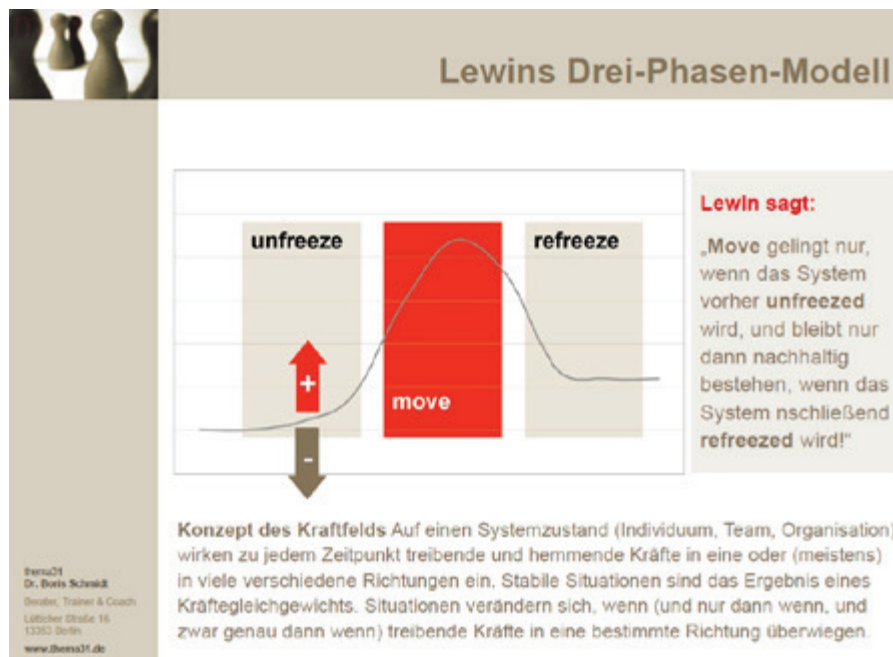 Lewins Drei-Phasen-Modell
unfreeze
refreeze
+
move
-
Lewin sagt:
„Move gelingt nur,
wenn das System
vorher unfreezed
wird, und bleibt nur
dann nachhaltig
bestehen, wenn das
System nschließend
refreezed wird!“
Konzept des Kraftfelds Auf einen Systemzustand (Individuum, Team, Organisation)
wirken zu jedem Zeitpunkt treibende und hemmende Kräfte in eine oder (meistens)
in viele verschiedene Richtungen ein. Stabile Situationen sind das Ergebnis eines
Kräftegleichgewichts. Situationen verändern sich, wenn (und nur dann wenn, und
zwar genau dann wenn) treibende Kräfte in eine bestimmte Richtung überwiegen.
thema31
Dr. Boris Schmidt
Berater, Trainer & Coach
Lütticher Straße 16
13353 Berlin
www.thema31.de